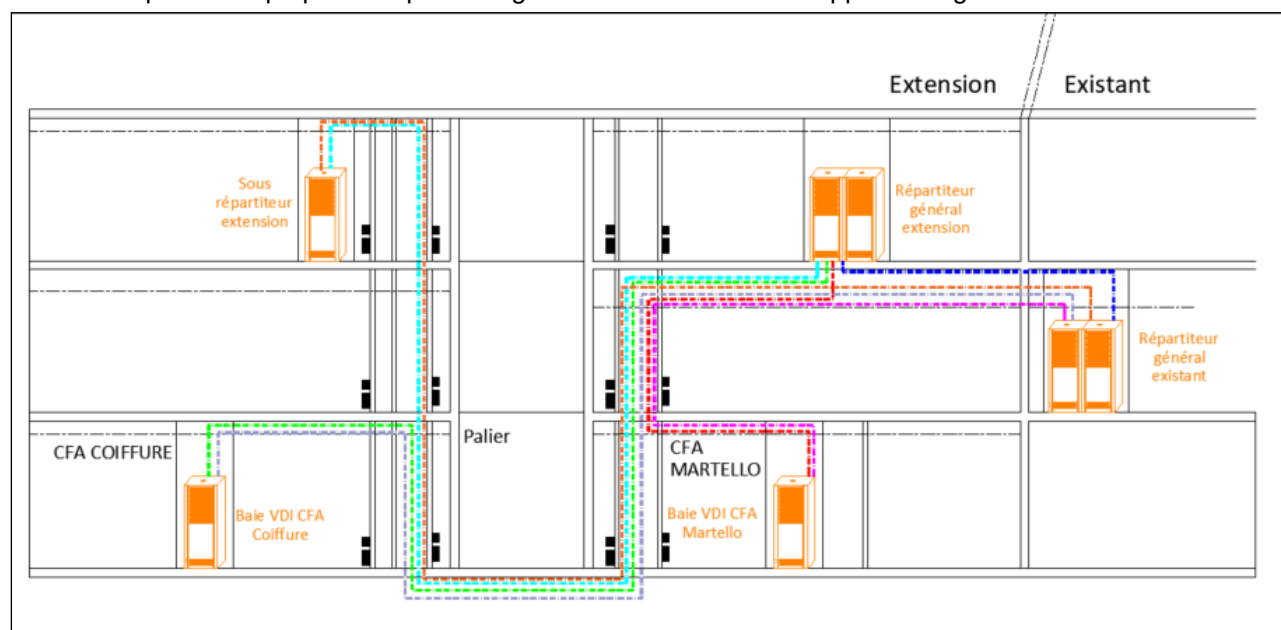 Extension
Existant
Sous
répartiteur
extension
Répartiteur
général
extension
Répartiteur
général
existant
CFA COIFFURE
Palier
CFA
MARTELLO
Baie VDI CFA
Coiffure
Baie VDI CFA
Martello